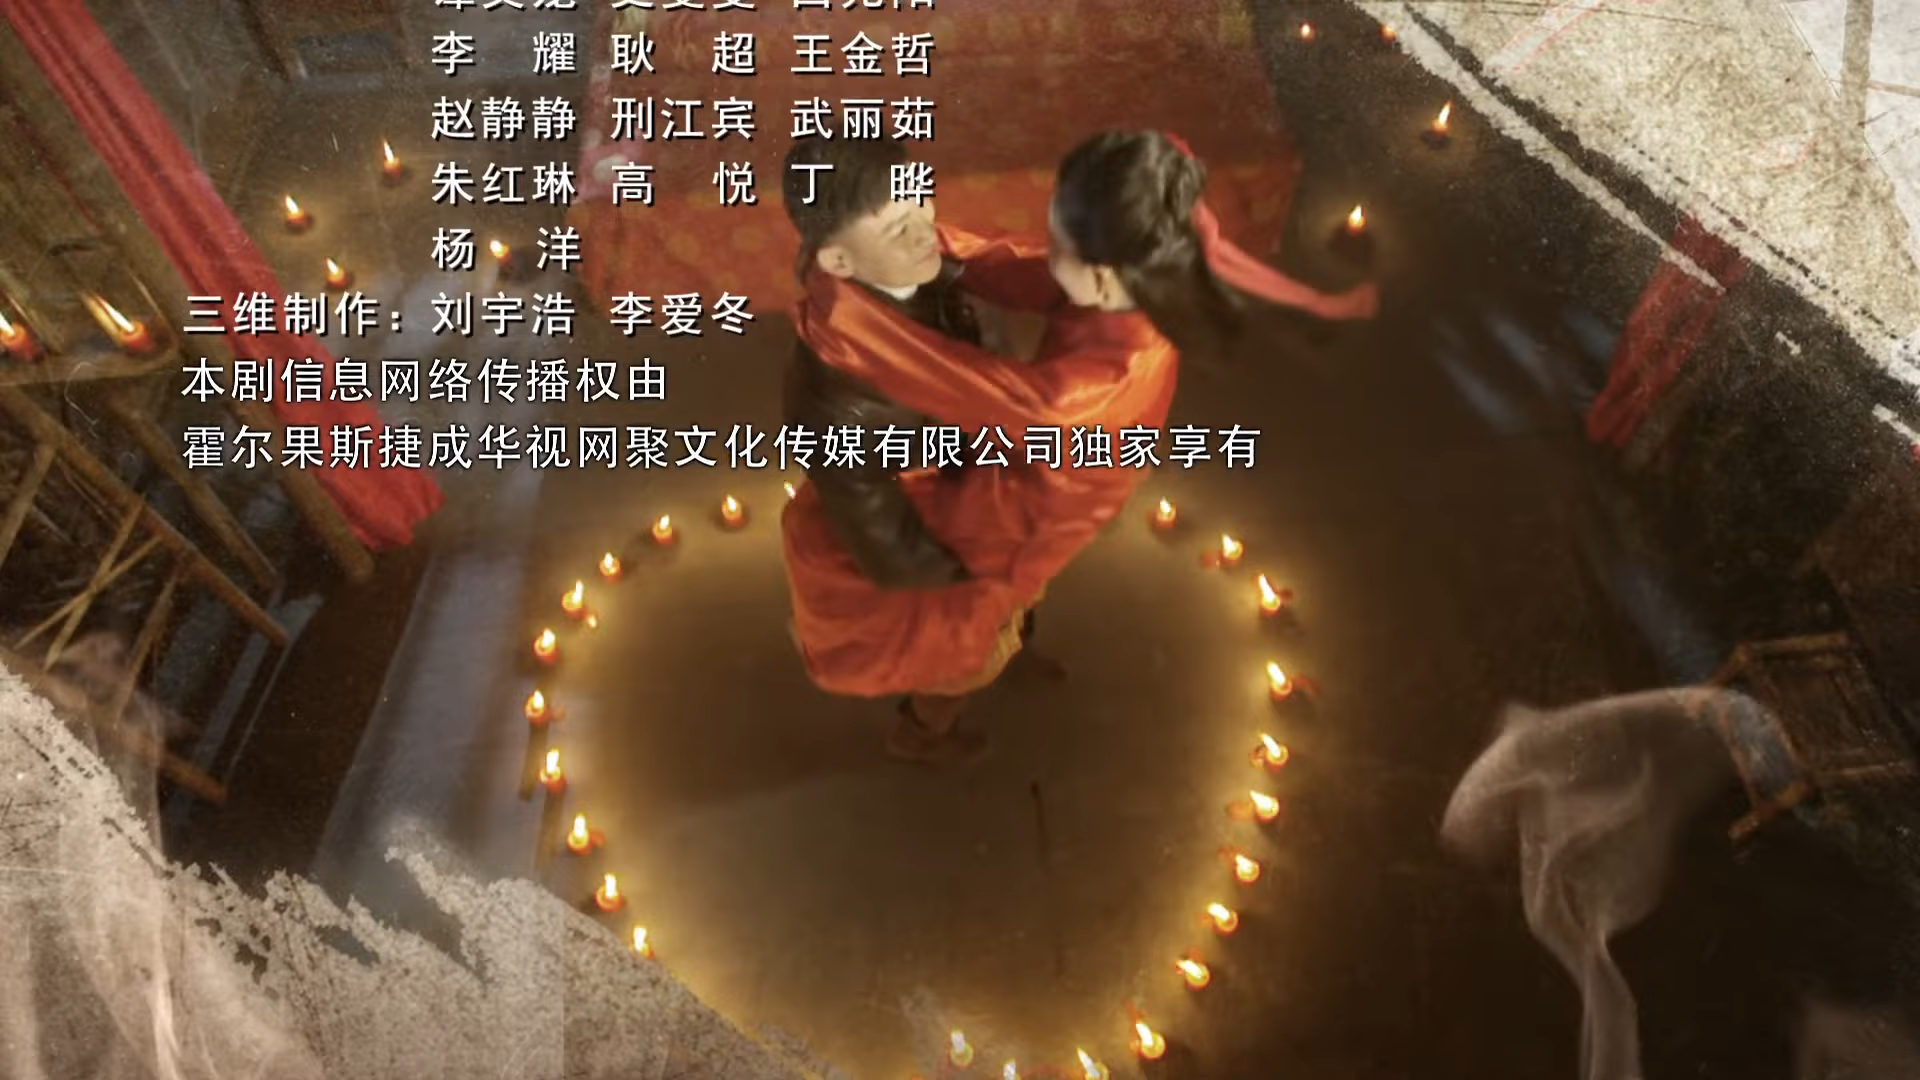 李 耀 耿 超 王金哲
赵静静 刑江宾 武丽茹
朱红琳 高 悦 丁 晔
杨 洋
三维制作：刘宇浩 李爱冬
本剧信息网络传播权由
霍尔果斯捷成华视网聚文化传媒有限公司独家享有